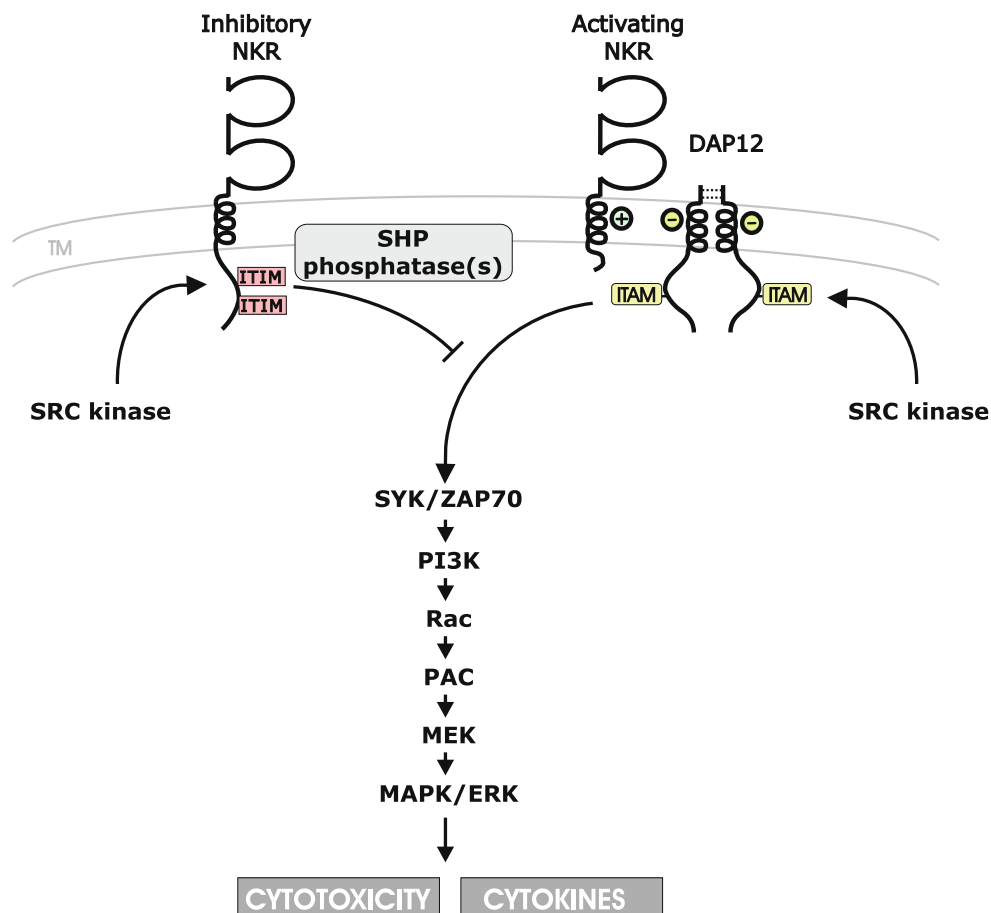 Inhibitory
NKR
Activating
NKR
DAP12
TM
SHP
phosphatase(s)
+
−
−
ITIM
ITIM
ITAM
ITAM
SRC kinase
SRC kinase
SYK/ZAP70
PI3K
Rac
PAC
MEK
MAPK/ERK
CYTOTOXICITY
CYTOKINES